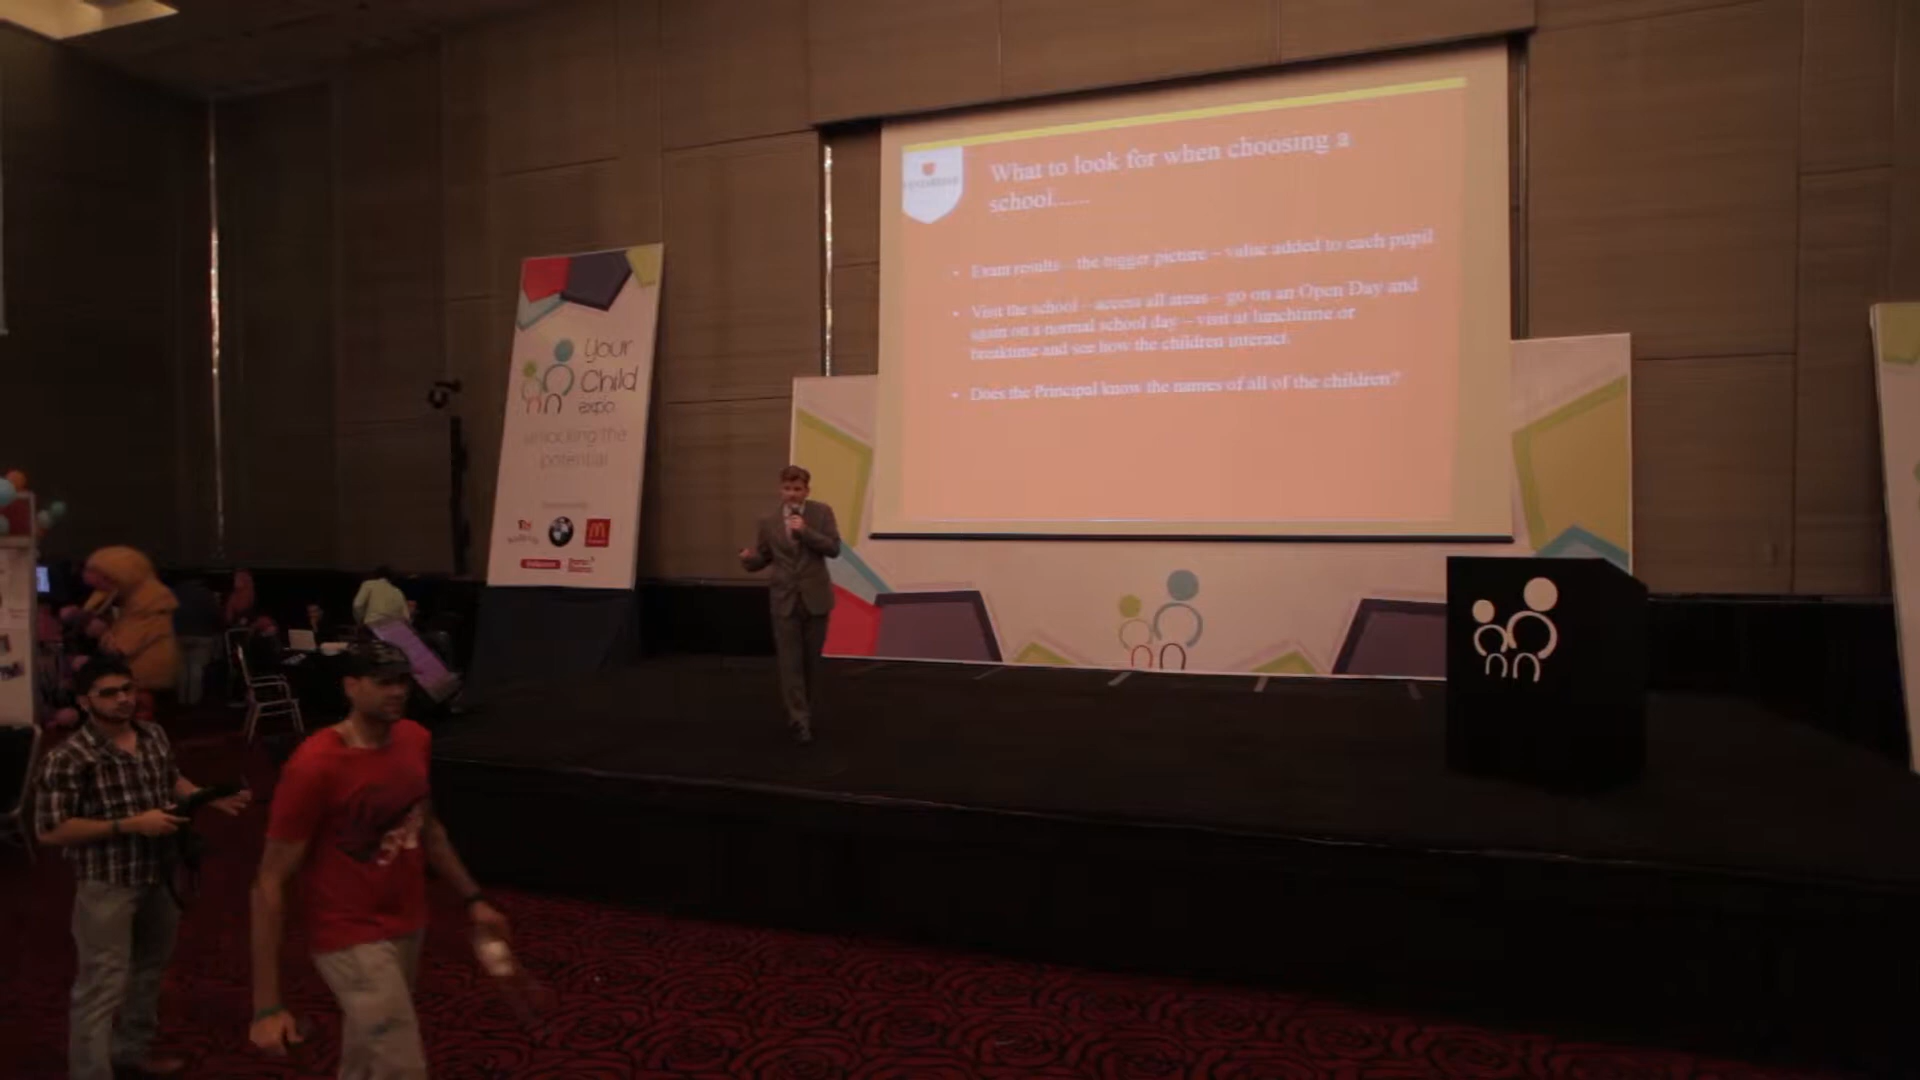 What to look for when choosing a
school......
• Exam results – the bigger picture – value added to each pupil
• Visit the school – access all areas – go on an Open Day and
again on a normal school day – visit at lunchtime or
breaktime and see how the children interact.
• Does the Principal know the names of all of the children?
your
Child
expo
unlocking the
potential
BMW